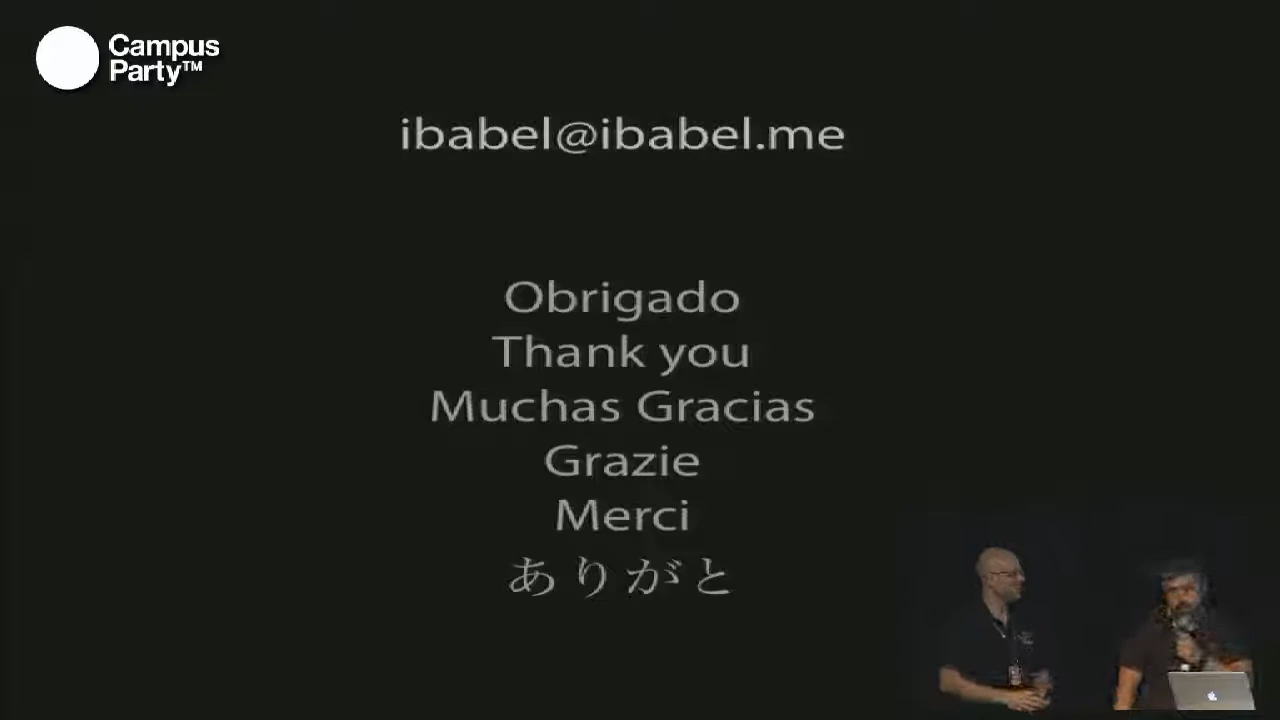 Campus
Party™
ibabel@ibabel.me
Obrigado
Thank you
Muchas Gracias
Grazie
Merci
ありがと